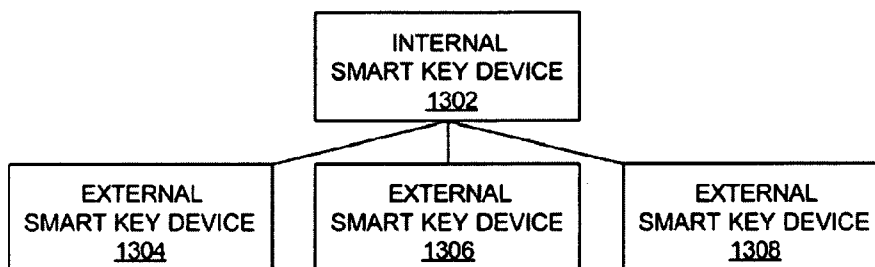 INTERNAL
SMART KEY DEVICE
1302
EXTERNAL
SMART KEY DEVICE
1304
EXTERNAL
SMART KEY DEVICE
1306
EXTERNAL
SMART KEY DEVICE
1308